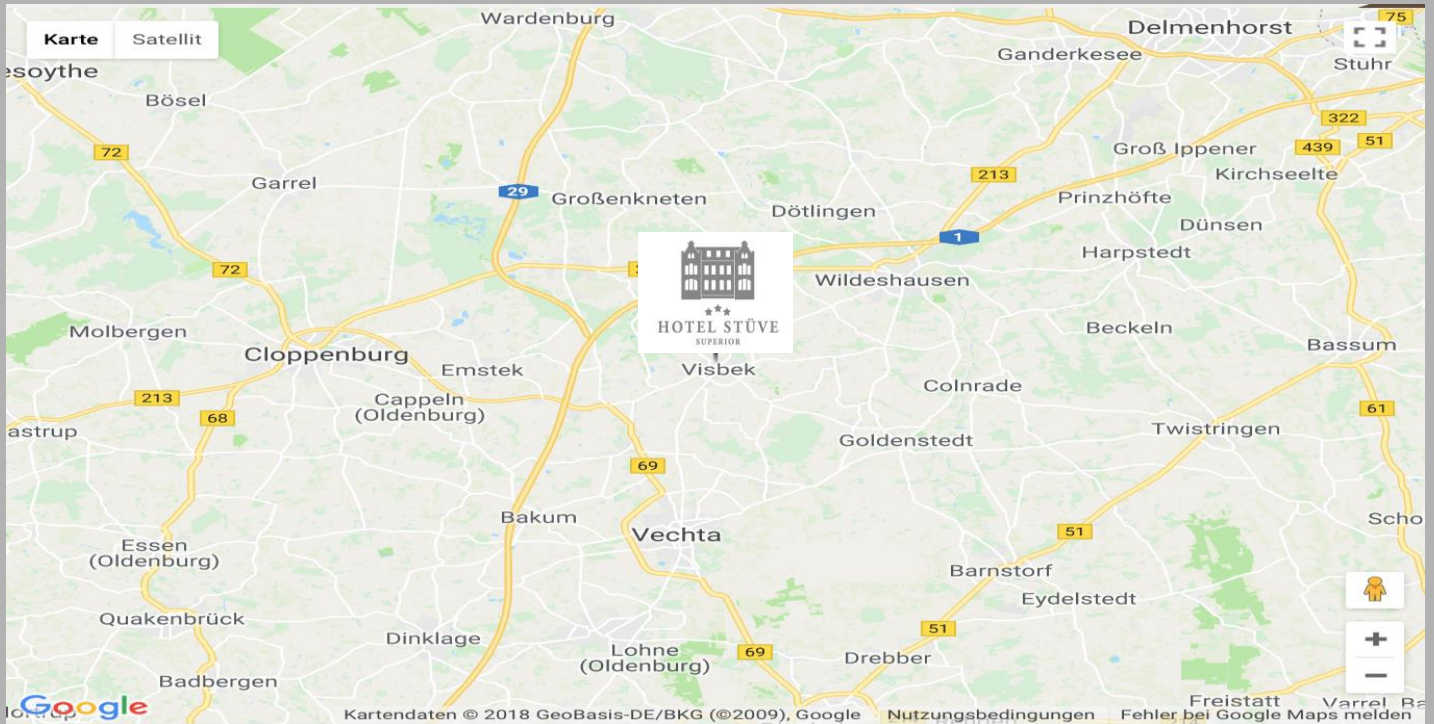 Wardenburg
75
Delmenhorst
Karte Satellit
Ganderkesee
Stuhr
esoythe
Bösel
322
51
72
Groß Ippener
439
213
Kirchseelte
Garrel
29
Großenkneten
Prinzhöfte
Dötlingen
Dünsen
1
Harpstedt
72
Wildeshausen
HOTEL STÜVE
SUPERIOR
Molbergen
Beckeln
Bassum
Cloppenburg
Emstek
Visbek
Colnrade
213
Cappeln
(Oldenburg)
61
68
astrup
Twistringen
Goldenstedt
69
Bakum
Scho
Vechta
51
Essen
(Oldenburg)
Barnstorf
Eydelstedt
Quakenbrück
51
Dinklage
Lohne
(Oldenburg)
69
Drebber
Badbergen
Freistatt
Varrel
Google
Kartendaten © 2018 GeoBasis-DE/BKG (©2009), Google Nutzungsbedingungen Fehler bei Google Maps melden